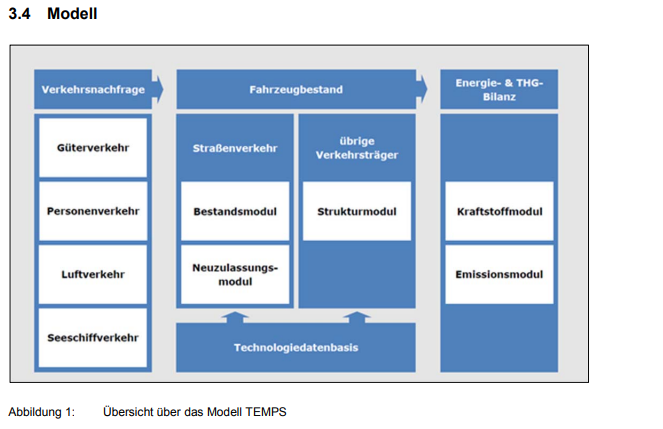 3.4 Modell
Verkehrsnachfrage
Güterverkehr
Personenverkehr
Luftverkehr
Seeschiffverkehr
Fahrzeugbestand
Straßenverkehr
Bestandsmodul
Neuzulassungs-
modul
übrige
Verkehrsträger
Strukturmodul
Technologiedatenbasis
Energie- & THG-
Bilanz
Kraftstoffmodul
Emissionsmodul
Abbildung 1: Übersicht über das Modell TEMPS